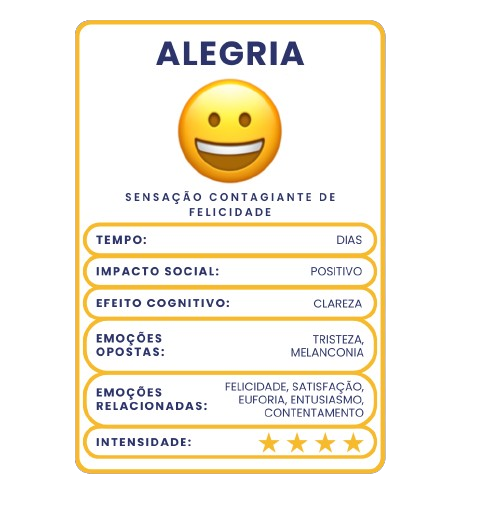 ALEGRIA
SENSAÇÃO CONTAGIANTE DE
FELICIDADE
TEMPO: DIAS
IMPACTO SOCIAL: POSITIVO
EFEITO COGNITIVO: CLAREZA
EMOÇÕES
OPOSTAS:
TRISTEZA,
MELANCONIA
EMOÇÕES
RELACIONADAS:
FELICIDADE, SATISFAÇÃO,
EUFORIA, ENTUSIASMO,
CONTENTAMENTO
INTENSIDADE: ★ ★ ★ ★